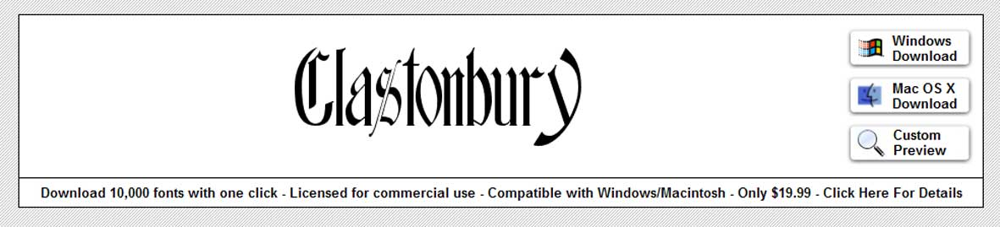 Clastonbury
Windows
Download
Mac OS X
Download
Custom
Preview
Download 10,000 fonts with one click - Licensed for commercial use - Compatible with Windows/Macintosh - Only $19.99 - Click Here For Details